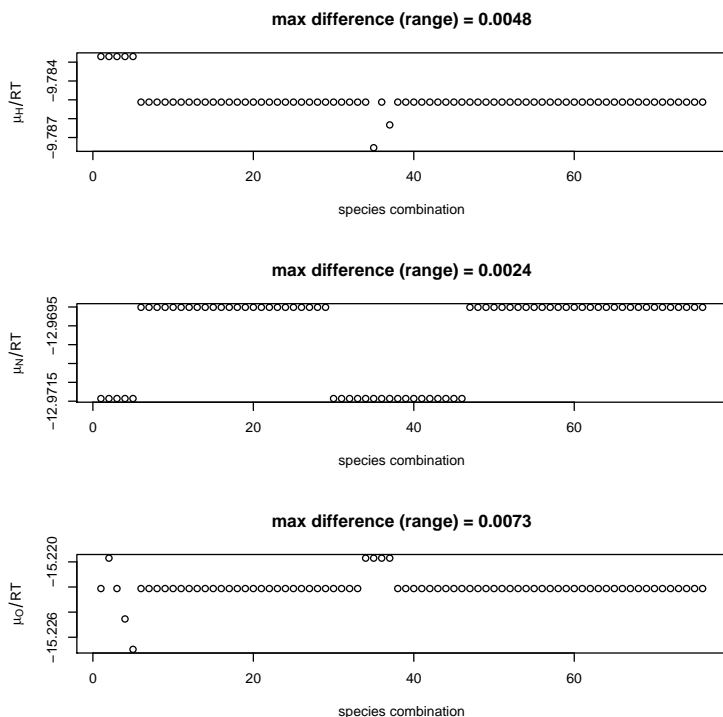 max difference (range) = 0.0048
μH/RT
-9.784
-9.787
0 20 40 60
species combination
max difference (range) = 0.0024
μN/RT
-12.9695
-12.9715
0 20 40 60
species combination
max difference (range) = 0.0073
μO/RT
-15.220
-15.226
0 20 40 60
species combination